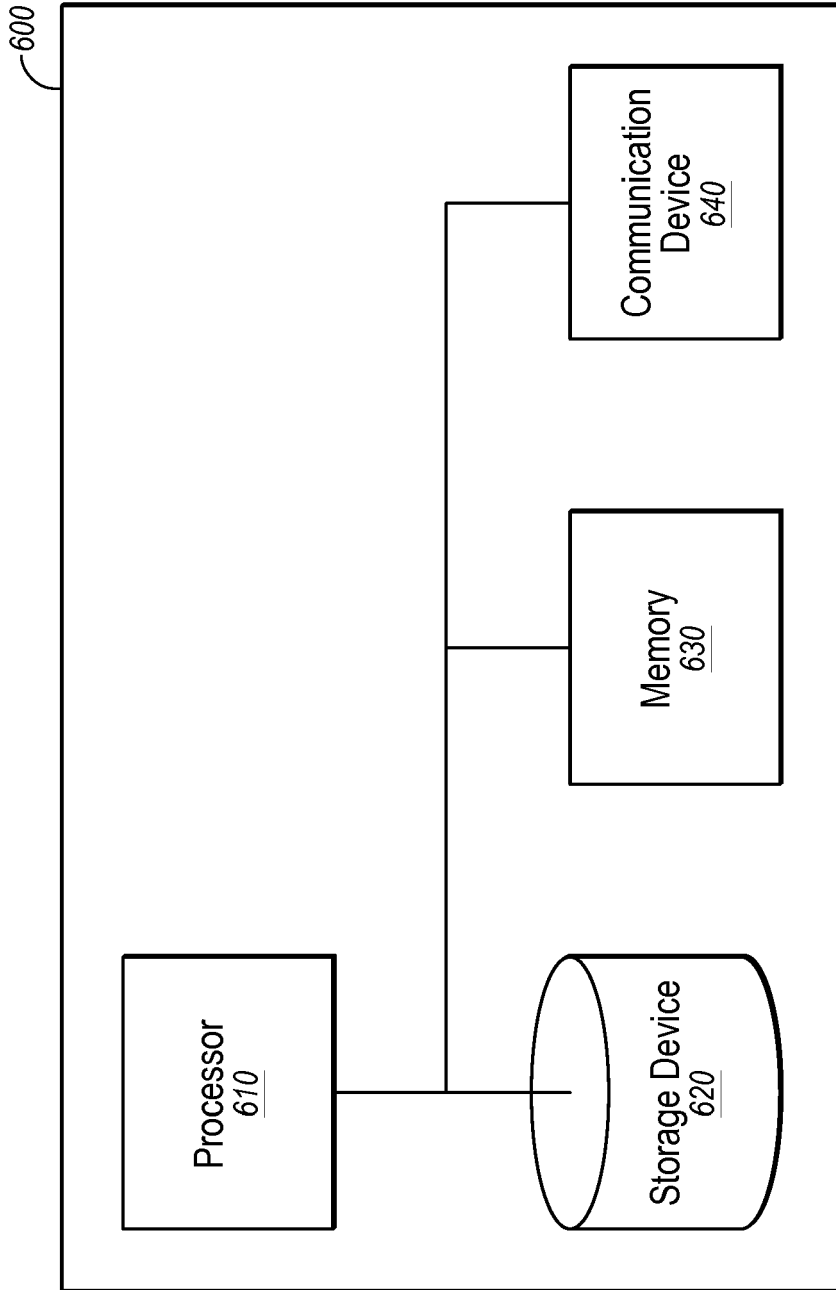 600
Processor
610
Storage Device
620
Memory
630
Communication
Device
640